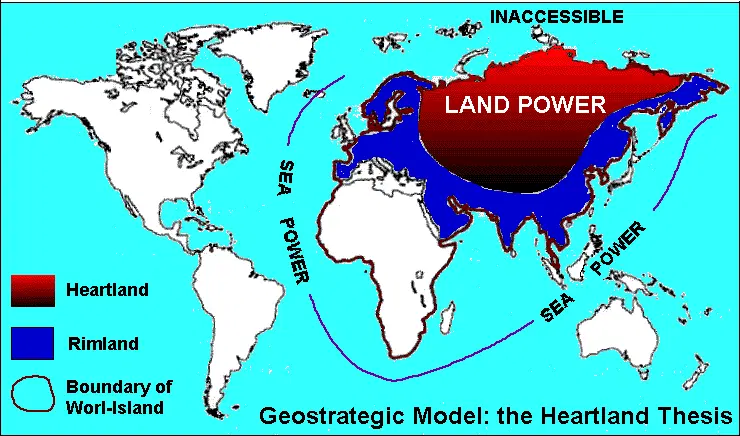 INACCESSIBLE
LAND POWER
SEA POWER
SEA POWER
Heartland
Rimland
Boundary of
Worl-Island
Geostrategic Model: the Heartland Thesis